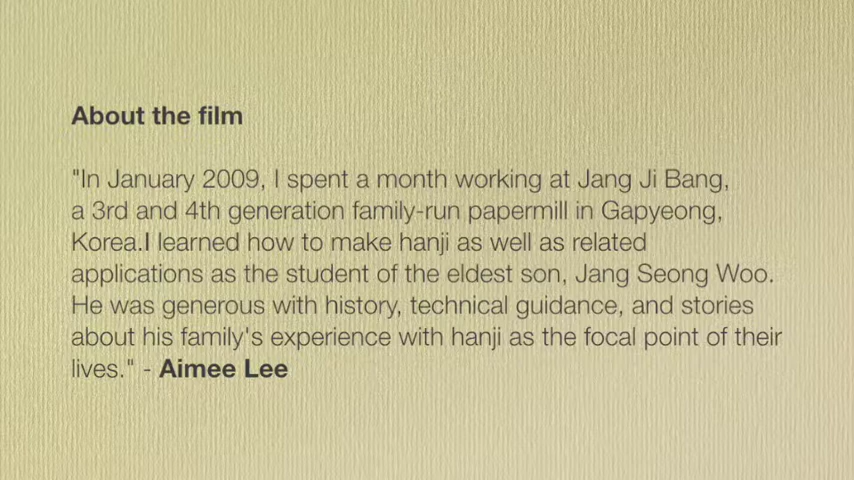 About the film
"In January 2009, I spent a month working at Jang Ji Bang,
a 3rd and 4th generation family-run papermill in Gapyeong,
Korea.I learned how to make hanji as well as related
applications as the student of the eldest son, Jang Seong Woo.
He was generous with history, technical guidance, and stories
about his family's experience with hanji as the focal point of their
lives." - Aimee Lee